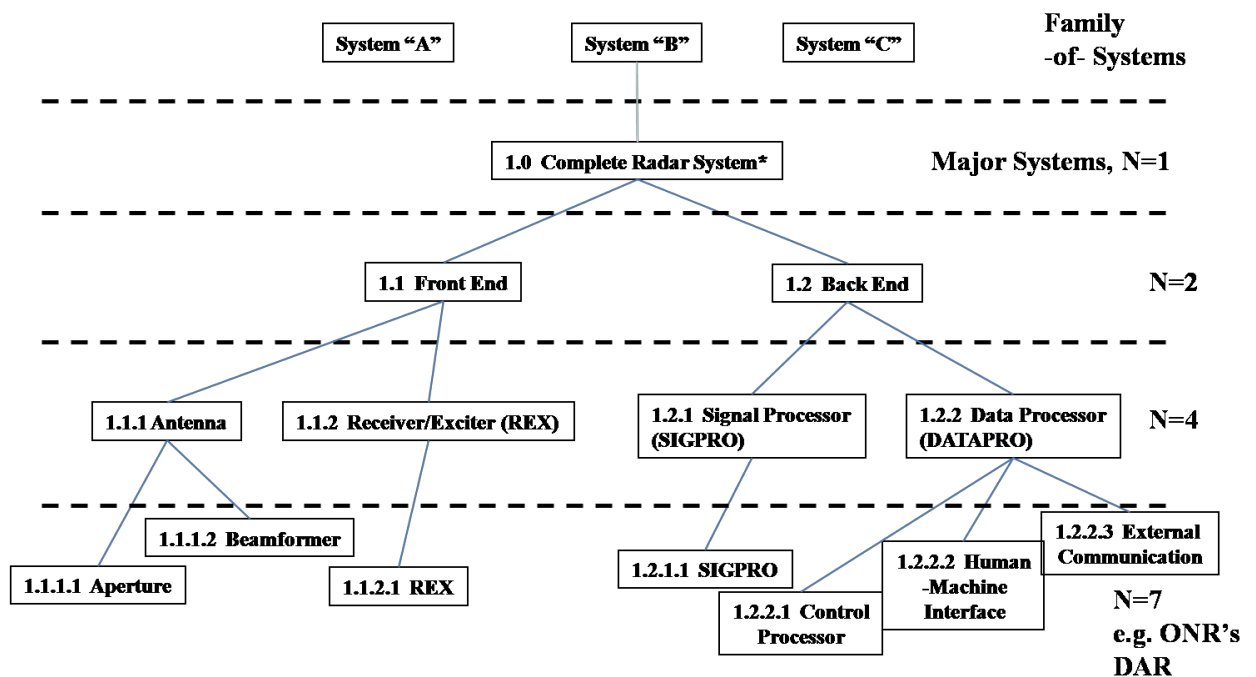 System “A”
System “B”
System “C”
Family
-of- Systems
1.0 Complete Radar System*
Major Systems, N=1
1.1 Front End
1.2 Back End
N=2
1.1.1 Antenna
1.1.2 Receiver/Exciter (REX)
1.2.1 Signal Processor
(SIGPRO)
1.2.2 Data Processor
(DATAPRO)
N=4
1.1.1.1 Aperture
1.1.1.2 Beamformer
1.1.2.1 REX
1.2.1.1 SIGPRO
1.2.2.1 Control
Processor
1.2.2.2 Human
-Machine
Interface
1.2.2.3 External
Communication
N=7
e.g. ONR’s
DAR